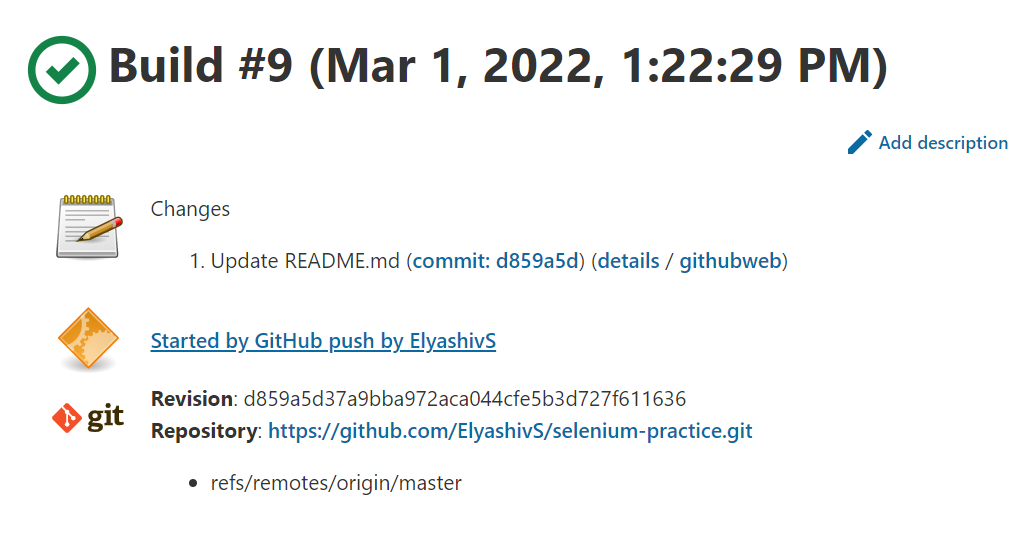 Build #9 (Mar 1, 2022, 1:22:29 PM)
Add description
Changes
1. Update README.md (commit: d859a5d) (details / githubweb)
Started by GitHub push by ElyashivS
Revision: d859a5d37a9bba972aca044cfe5b3d727f611636
git
Repository: https://github.com/ElyashivS/selenium-practice.git
• refs/remotes/origin/master